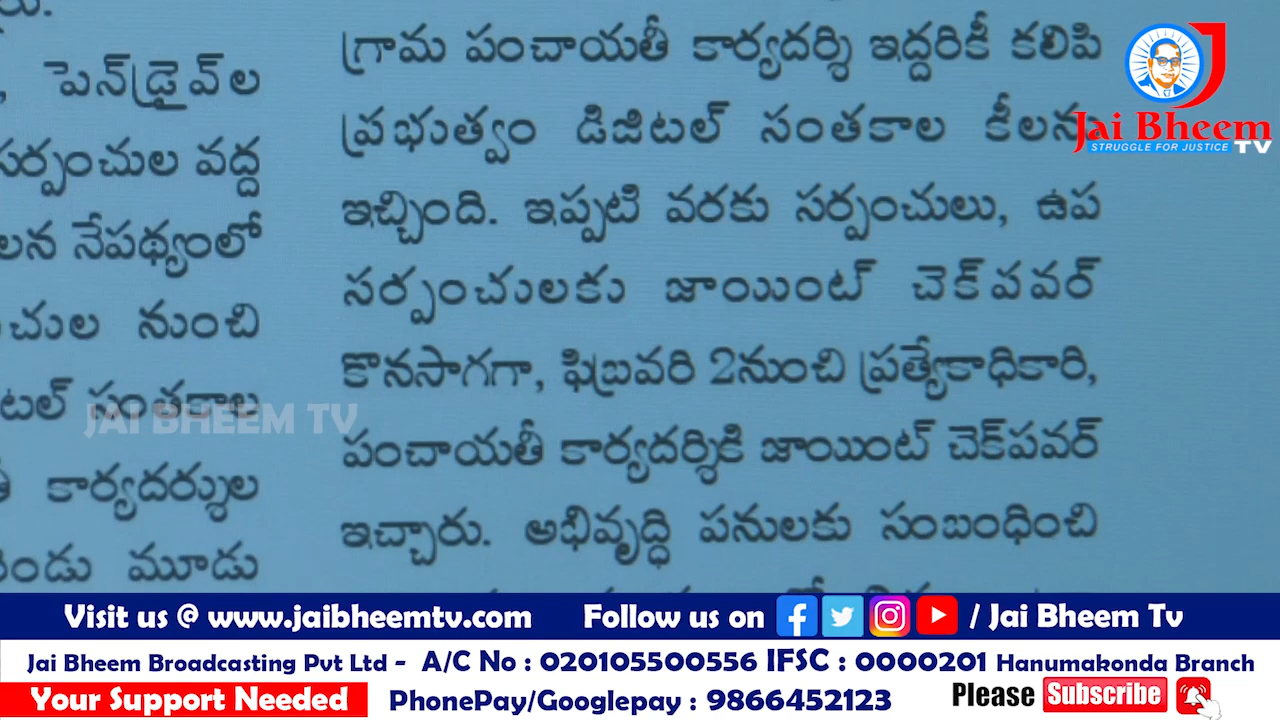 రు.
, పెన్‌డ్రైవ్‌ల
సర్పంచుల వద్ద
లన నేపథ్యంలో
చుల నుంచి
టల్ సంతకాల
తీ కార్యదర్శుల
రెండు మూడు
గ్రామ పంచాయతీ కార్యదర్శి ఇద్దరికీ కలిపి
ప్రభుత్వం డిజిటల్ సంతకాల కీలను
ఇచ్చింది. ఇప్పటి వరకు సర్పంచులు, ఉప
సర్పంచులకు జాయింట్ చెక్‌పవర్
కొనసాగగా, ఫిబ్రవరి 2నుంచి ప్రత్యేకాధికారి,
పంచాయతీ కార్యదర్శికి జాయింట్ చెక్‌పవర్
ఇచ్చారు. అభివృద్ధి పనులకు సంబంధించి
Jai Bheem
STRUGGLE FOR JUSTICE TV
JAI BHEEM TV
Visit us @ www.jaibheemtv.com Follow us on / Jai Bheem Tv
Jai Bheem Broadcasting Pvt Ltd - A/C No : 020105500556 IFSC : 0000201 Hanumakonda Branch
Your Support Needed PhonePay/Googlepay : 9866452123 Please Subscribe